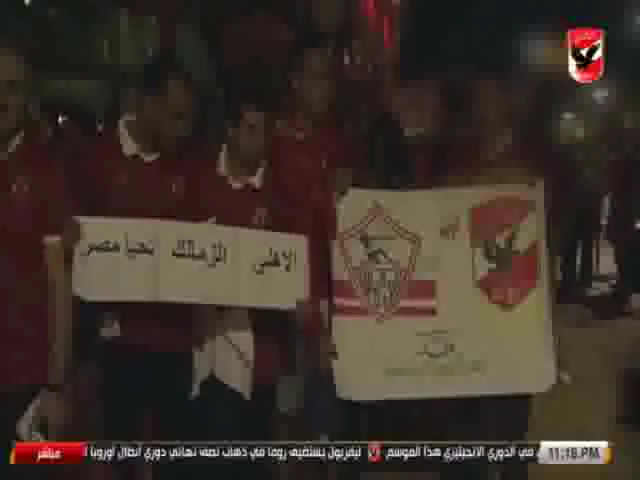 الاهلى الزمالك تحيا مصر
في الدوري الانجليزي هذا الموسم ليفربول يستضيف روما في ذهاب نصف نهائي دوري أبطال أوروبا
11:18 PM
مباشر